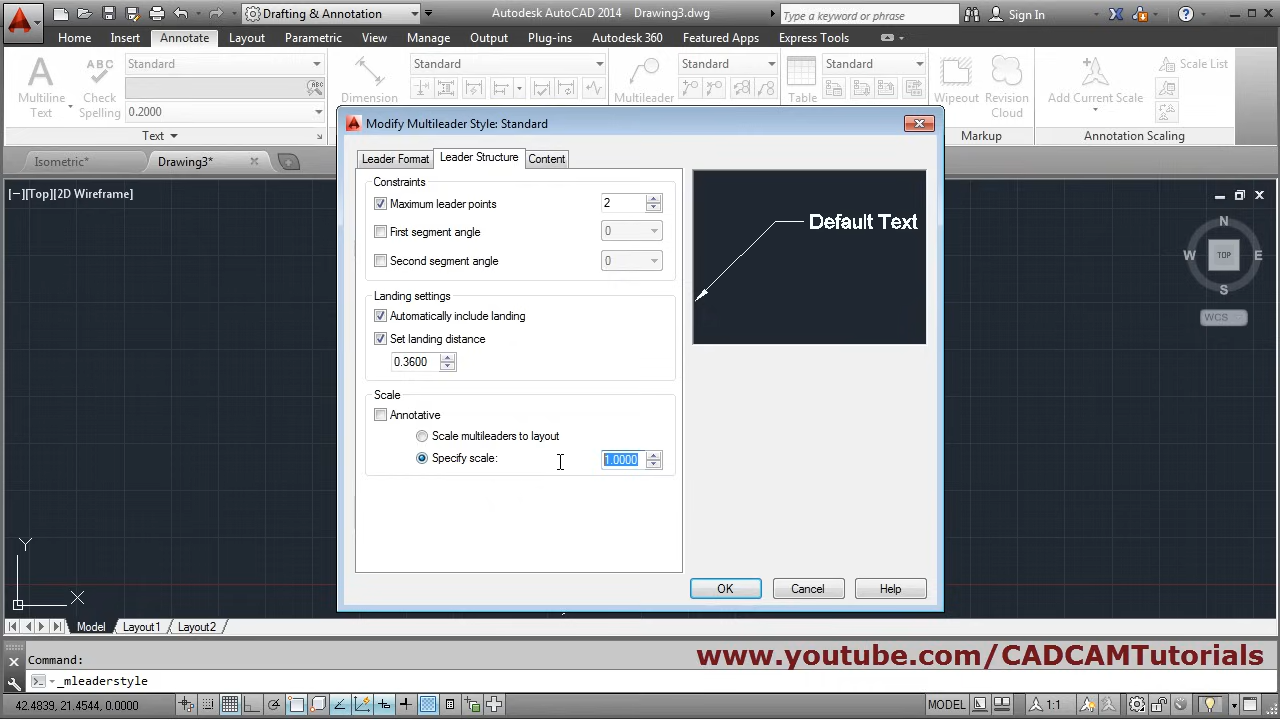 Drafting & Annotation
Autodesk AutoCAD 2014 Drawing3.dwg
Type a keyword or phrase
Sign In
Home Insert Annotate Layout Parametric View Manage Output Plug-ins Autodesk 360 Featured Apps Express Tools
Multiline Text
ABC
Check Spelling
Standard
0.2000
Text
Dimension
Standard
Multileader
Standard
Table
Standard
Wipeout
Revision Cloud
Markup
Add Current Scale
Scale List
Annotation Scaling
Isometric*
Drawing3*
[−][Top][2D Wireframe]
Modify Multileader Style: Standard
Leader Format Leader Structure Content
Constraints
Maximum leader points 2
First segment angle 0
Second segment angle 0
Landing settings
Automatically include landing
Set landing distance
0.3600
Scale
Annotative
Scale multileaders to layout
Specify scale: 1.0000
Default Text
OK Cancel Help
N
W TOP E
S
WCS
Y
X
Model Layout1 Layout2
Command:
_mleaderstyle
www.youtube.com/CADCAMTutorials
42.4839, 21.4544, 0.0000
MODEL
1:1